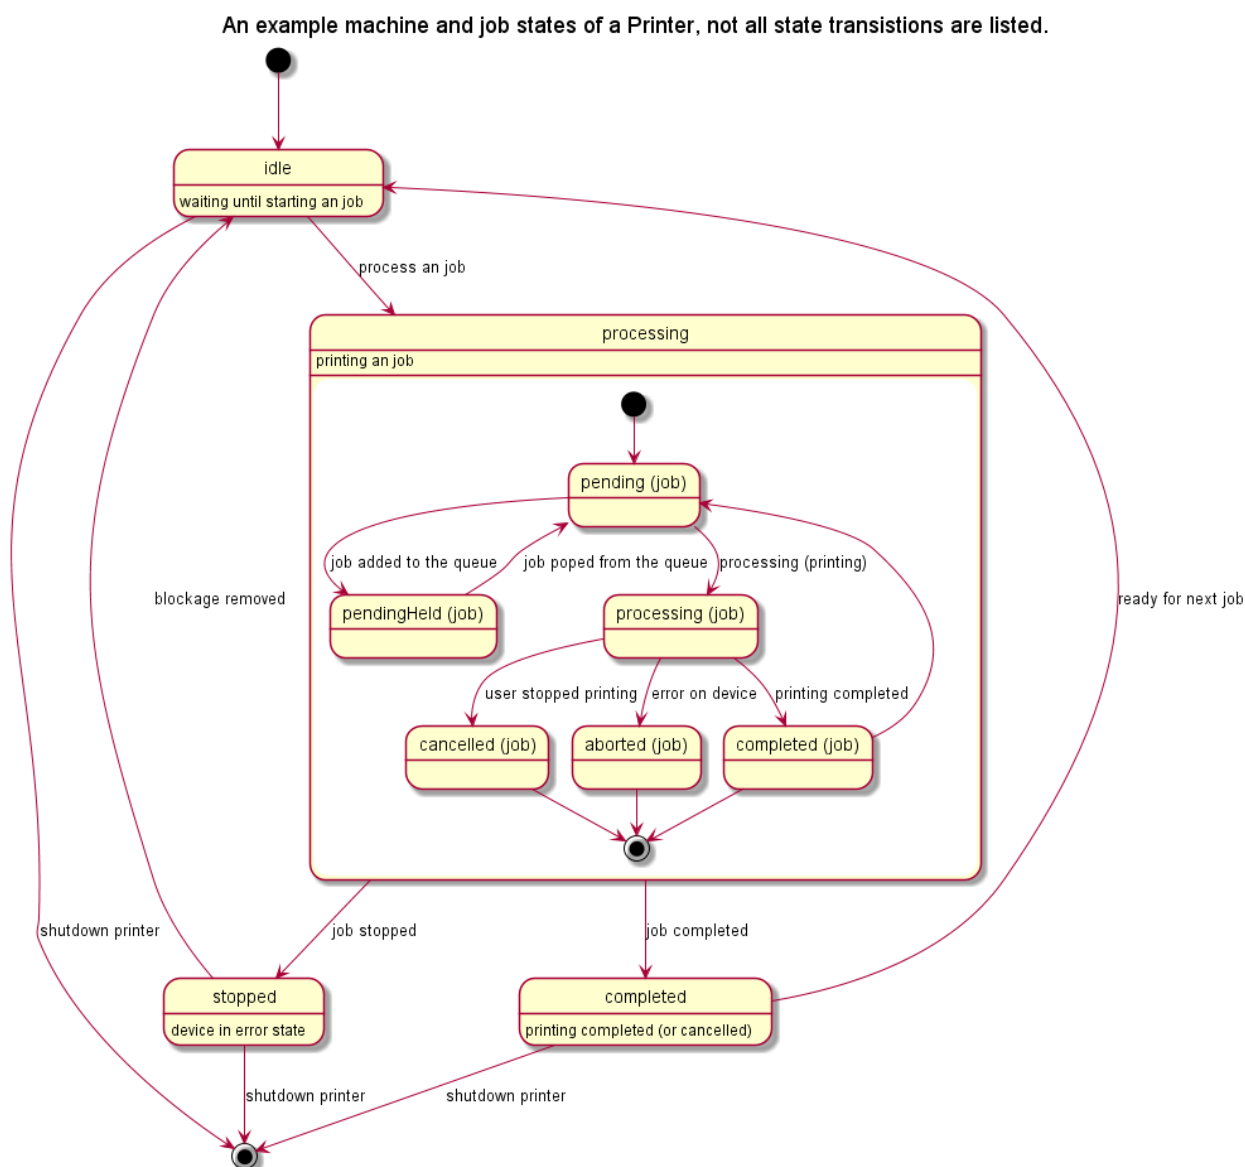 An example machine and job states of a Printer, not all state transistions are listed.
idle
waiting until starting an job
process an job
processing
printing an job
pending (job)
job added to the queue
job poped from the queue
processing (printing)
blockage removed
ready for next job
pendingHeld (job)
processing (job)
user stopped printing
error on device
printing completed
cancelled (job)
aborted (job)
completed (job)
shutdown printer
job stopped
job completed
stopped
device in error state
completed
printing completed (or cancelled)
shutdown printer
shutdown printer